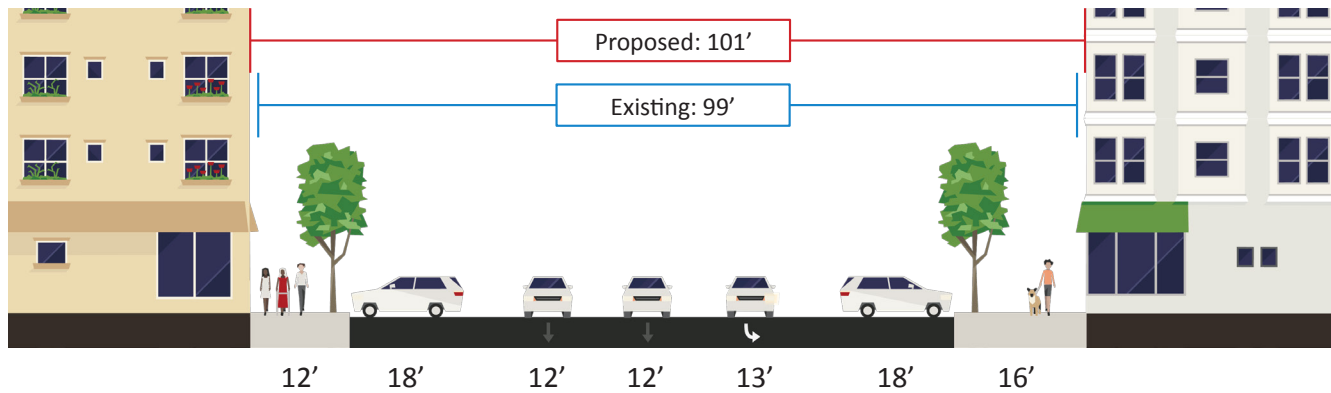 Proposed: 101’
Existing: 99’
12’ 18’ 12’ 12’ 13’ 18’ 16’